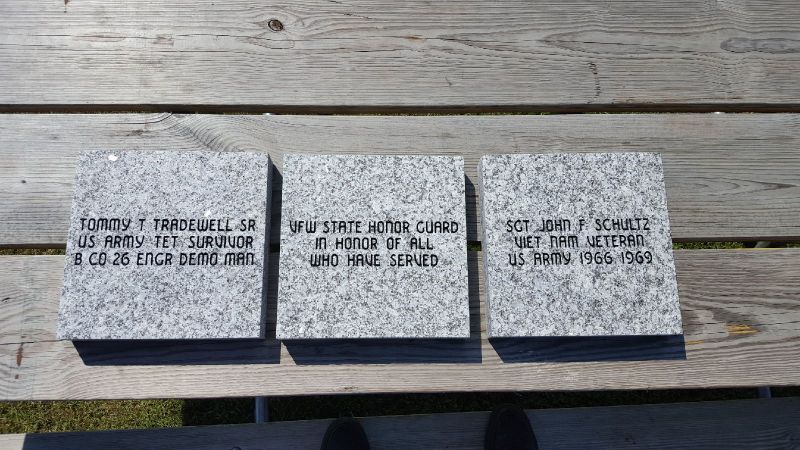 TOMMY T TRADEWELL SR
US ARMY TET SURVIVOR
B CO 26 ENGR DEMO MAN
VFW STATE HONOR GUARD
IN HONOR OF ALL
WHO HAVE SERVED
SGT JOHN F SCHULTZ
VIET NAM VETERAN
US ARMY 1966 1969